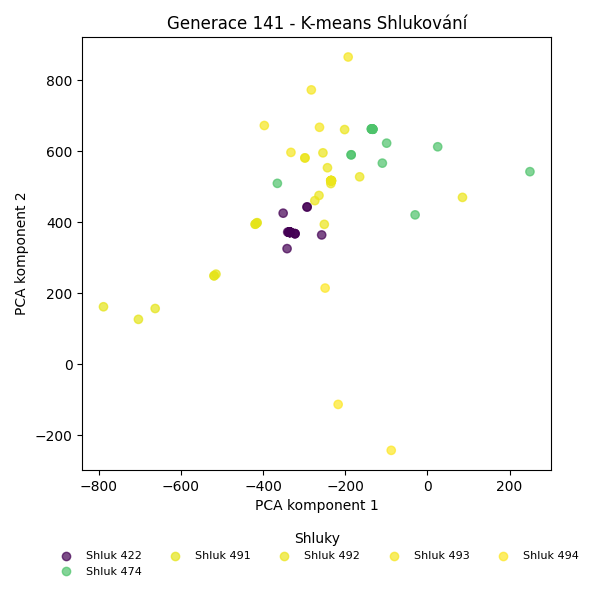 Generace 141 - K-means Shlukování
800
600
400
200
0
−200
−400
PCA komponent 2
−800
−600
−400
−200
0
200
PCA komponent 1
Shluky
Shluk 422
Shluk 491
Shluk 492
Shluk 493
Shluk 494
Shluk 474